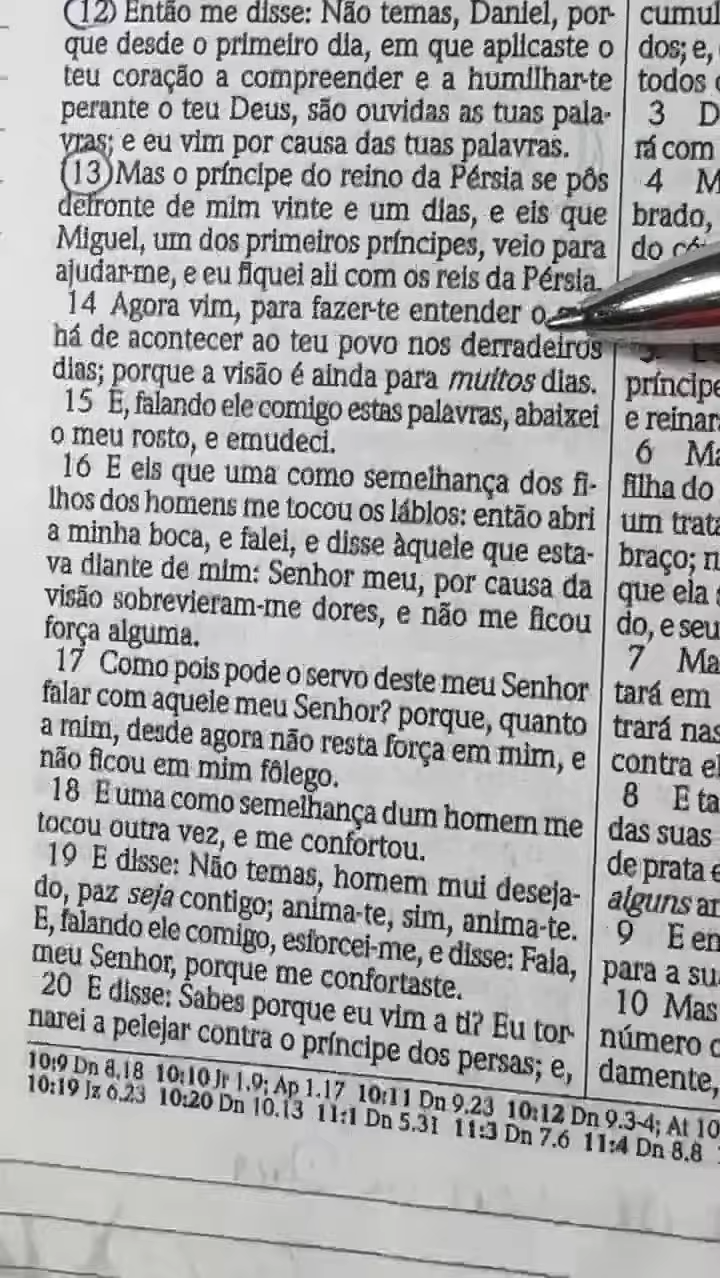 12 Então me disse: Não temas, Daniel, por-
que desde o primeiro dia, em que aplicaste o
teu coração a compreender e a humilhar-te
perante o teu Deus, são ouvidas as tuas pala-
vras; e eu vim por causa das tuas palavras.
13 Mas o príncipe do reino da Pérsia se pôs
defronte de mim vinte e um dias, e eis que
Miguel, um dos primeiros príncipes, veio para
ajudar-me, e eu fiquei ali com os reis da Pérsia.
14 Agora vim, para fazer-te entender o
há de acontecer ao teu povo nos derradeiros
dias; porque a visão é ainda para muitos dias.
15 E, falando ele comigo estas palavras, abaixei
o meu rosto, e emudeci.
16 E eis que uma como semelhança dos fi-
lhos dos homens me tocou os lábios: então abri
a minha boca, e falei, e disse àquele que esta-
va diante de mim: Senhor meu, por causa da
visão sobrevieram-me dores, e não me ficou
força alguma.
17 Como pois pode o servo deste meu Senhor
falar com aquele meu Senhor? porque, quanto
a mim, desde agora não resta força em mim, e
não ficou em mim fôlego.
18 E uma como semelhança dum homem me
tocou outra vez, e me confortou.
19 E disse: Não temas, homem mui deseja-
do, paz seja contigo; anima-te, sim, anima-te.
E, falando ele comigo, esforcei-me, e disse: Fala,
meu Senhor, porque me confortaste.
20 E disse: Sabes porque eu vim a ti? Eu tor-
narei a pelejar contra o príncipe dos persas; e,
cumul
dos; e,
todos
3 D
rá com
4 M
brado,
do
príncipe
e reinar
6 Ma
filha do
um trata
braço; n
que ela
do, e seu
7 Ma
tará em
trará nas
contra el
8 E ta
das suas
de prata e
alguns ar
9 E en
para a su
10 Mas
número
damente,
10:9 Dn 8.18 10:10 Jr 1.9; Ap 1.17 10:11 Dn 9.23 10:12 Dn 9.3-4; At 10
10:19 Jz 6.23 10:20 Dn 10.13 11:1 Dn 5.31 11:3 Dn 7.6 11:4 Dn 8.8